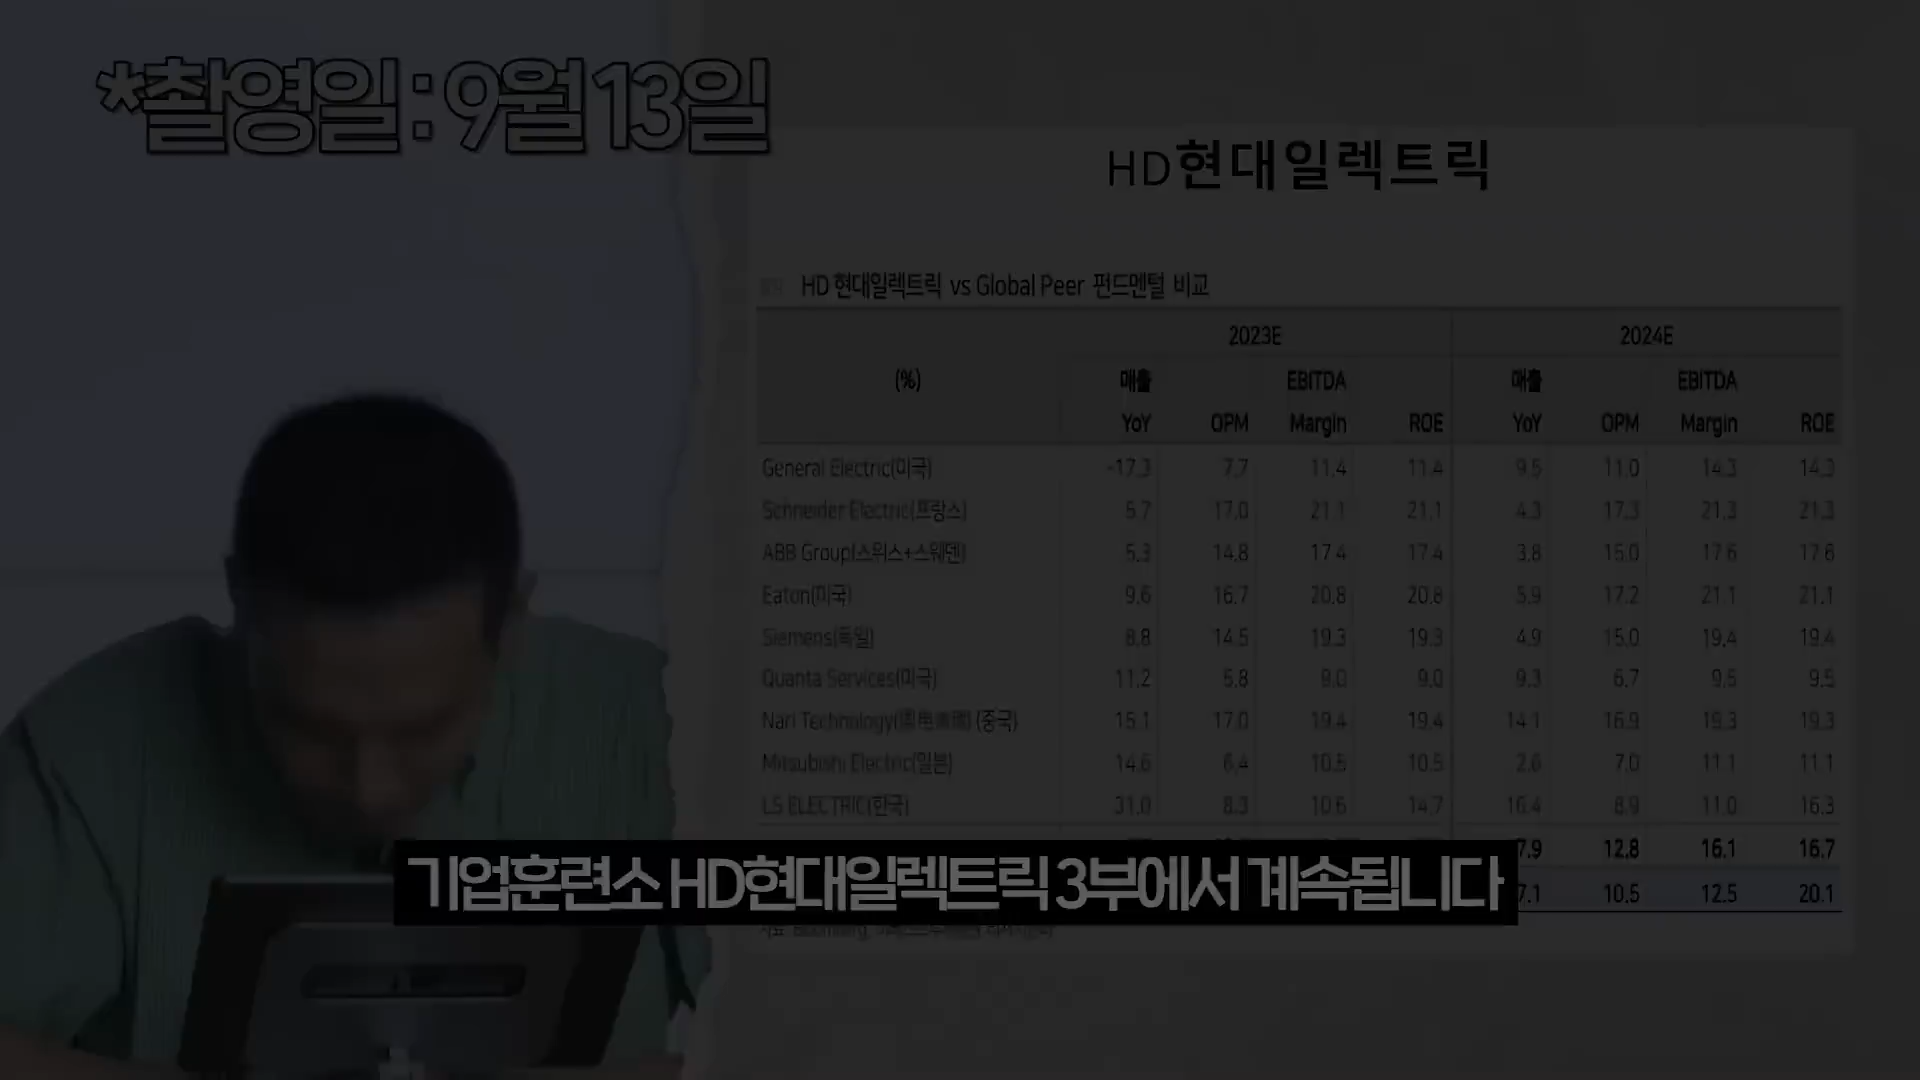 *촬영일 : 9월 13일
HD현대일렉트릭
HD 현대일렉트릭 vs Global Peer 펀드멘털 비교
2023E 2024E
(%) 매출 EBITDA 매출 EBITDA
YoY OPM Margin ROE YoY OPM Margin ROE
General Electric(미국) -17.3 7.7 11.4 11.4 9.5 11.0 14.3 14.3
Schneider Electric(프랑스) 5.7 17.0 21.1 21.1 4.3 17.3 21.3 21.3
ABB Group(스위스+스웨덴) 5.3 14.8 17.4 17.4 3.8 15.0 17.6 17.6
Eaton(미국) 9.6 16.7 20.8 20.8 5.9 17.2 21.1 21.1
Siemens(독일) 8.8 14.5 19.3 19.3 4.9 15.0 19.4 19.4
Quanta Services(미국) 11.2 5.8 9.0 9.0 9.3 6.7 9.5 9.5
Nari Technology (중국) 15.1 17.0 19.4 19.4 14.1 16.9 19.3 19.3
Mitsubishi Electric(일본) 14.6 6.4 10.5 10.5 2.6 7.0 11.1 11.1
LS ELECTRIC(한국) 31.0 8.3 10.6 14.7 16.4 8.9 11.0 16.3
7.9 12.8 16.1 16.7
7.1 10.5 12.5 20.1
기업훈련소 HD현대일렉트릭 3부에서 계속됩니다